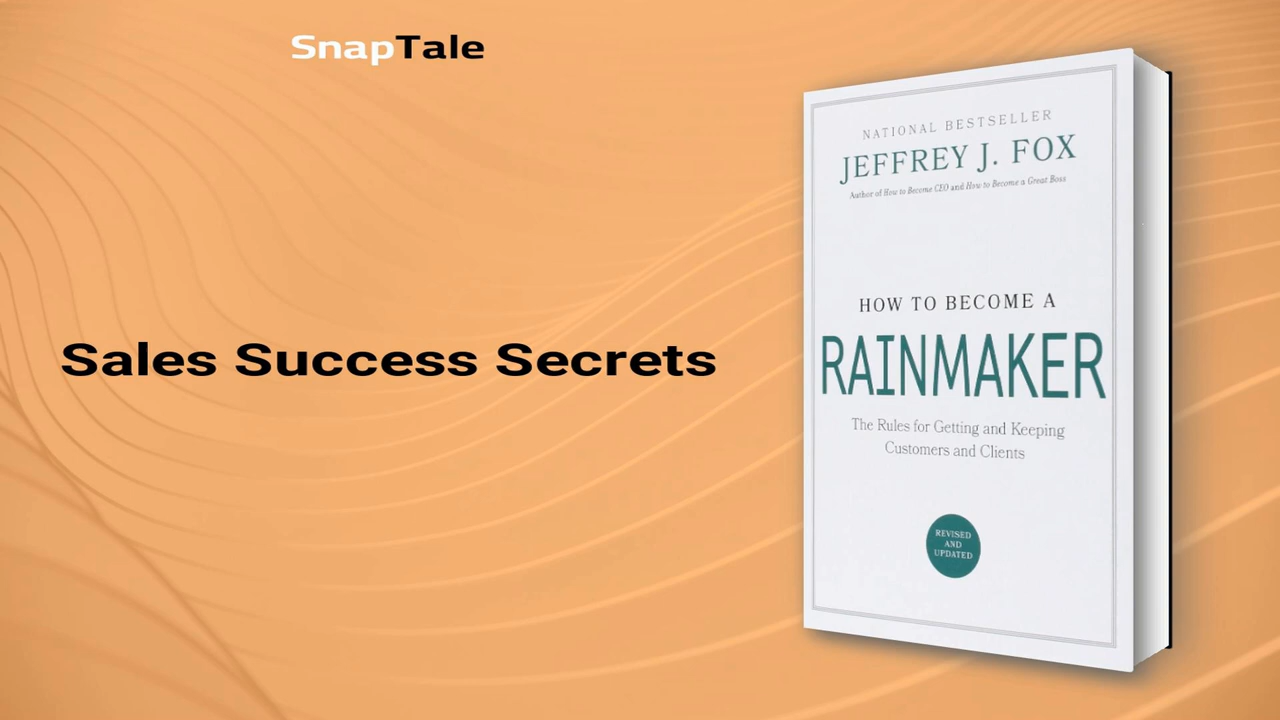 SnapTale
Sales Success Secrets
NATIONAL BESTSELLER
JEFFREY J. FOX
Author of How to Become CEO and How to Become a Great Boss
HOW TO BECOME A
RAINMAKER
The Rules for Getting and Keeping
Customers and Clients
REVISED
AND
UPDATED